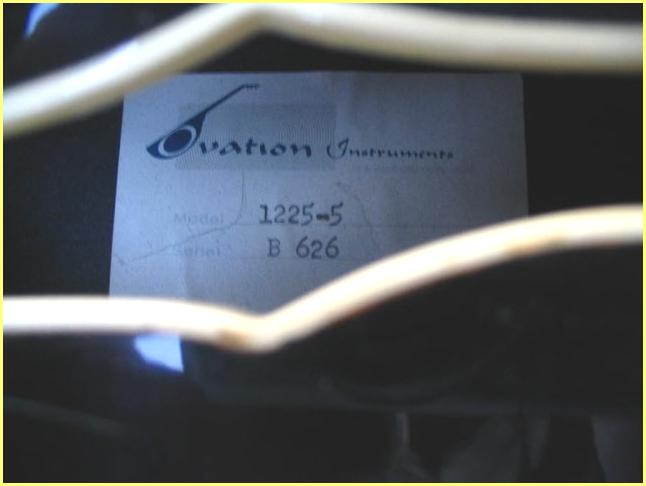 Ovation Instruments
Model 1225-5
Serial B 626